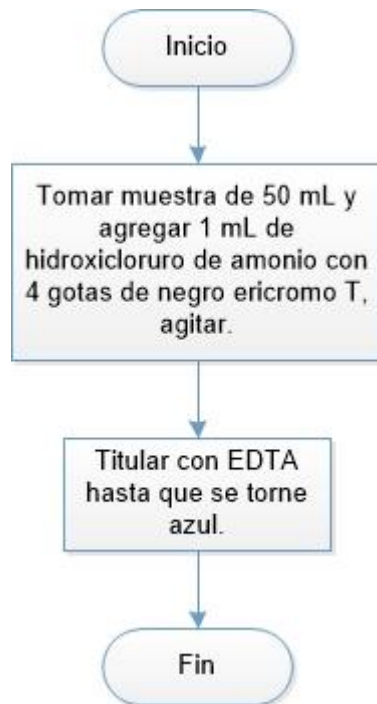 Inicio
Tomar muestra de 50 mL y
agregar 1 mL de
hidroxicloruro de amonio con
4 gotas de negro ericromo T,
agitar.
Titular con EDTA
hasta que se torne
azul.
Fin